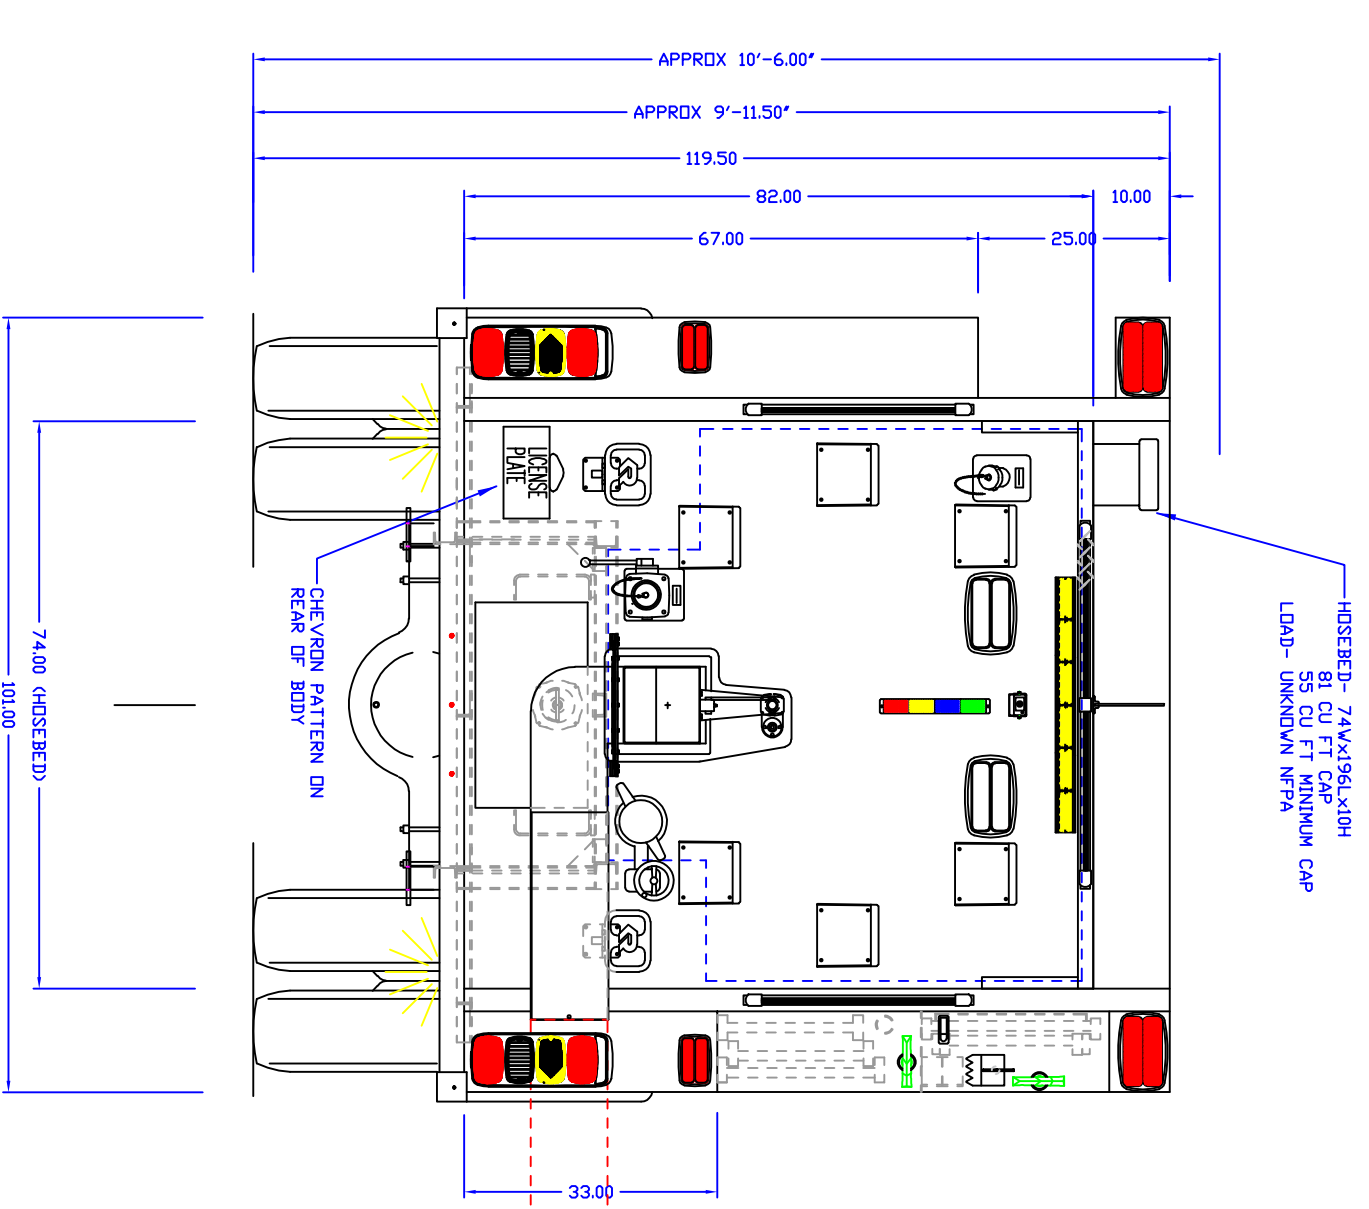 APPROX 10'-6.00"
APPROX 9'-11.50"
119.50
82.00
10.00
67.00
25.00
LICENSE
PLATE
CHEVRON PATTERN ON
REAR OF BODY
HOSEBED- 74Wx196Lx10H
81 CU FT CAP
55 CU FT MINIMUM CAP
LOAD- UNKNOWN NFPA
74.00 (HOSEBED)
101.00
33.00